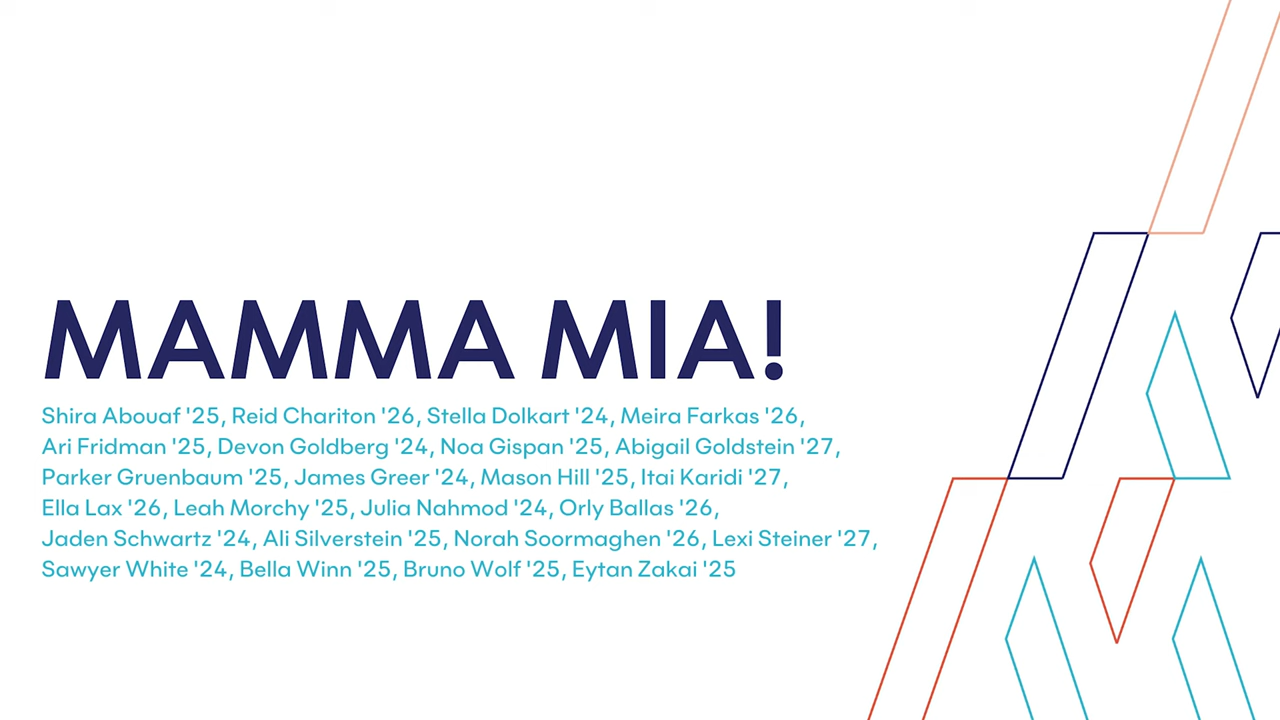 MAMMA MIA!
Shira Abouaf '25, Reid Chariton '26, Stella Dolkart '24, Meira Farkas '26,
Ari Fridman '25, Devon Goldberg '24, Noa Gispan '25, Abigail Goldstein '27,
Parker Gruenbaum '25, James Greer '24, Mason Hill '25, Itai Karidi '27,
Ella Lax '26, Leah Morchy '25, Julia Nahmod '24, Orly Ballas '26,
Jaden Schwartz '24, Ali Silverstein '25, Norah Soormaghen '26, Lexi Steiner '27,
Sawyer White '24, Bella Winn '25, Bruno Wolf '25, Eytan Zakai '25